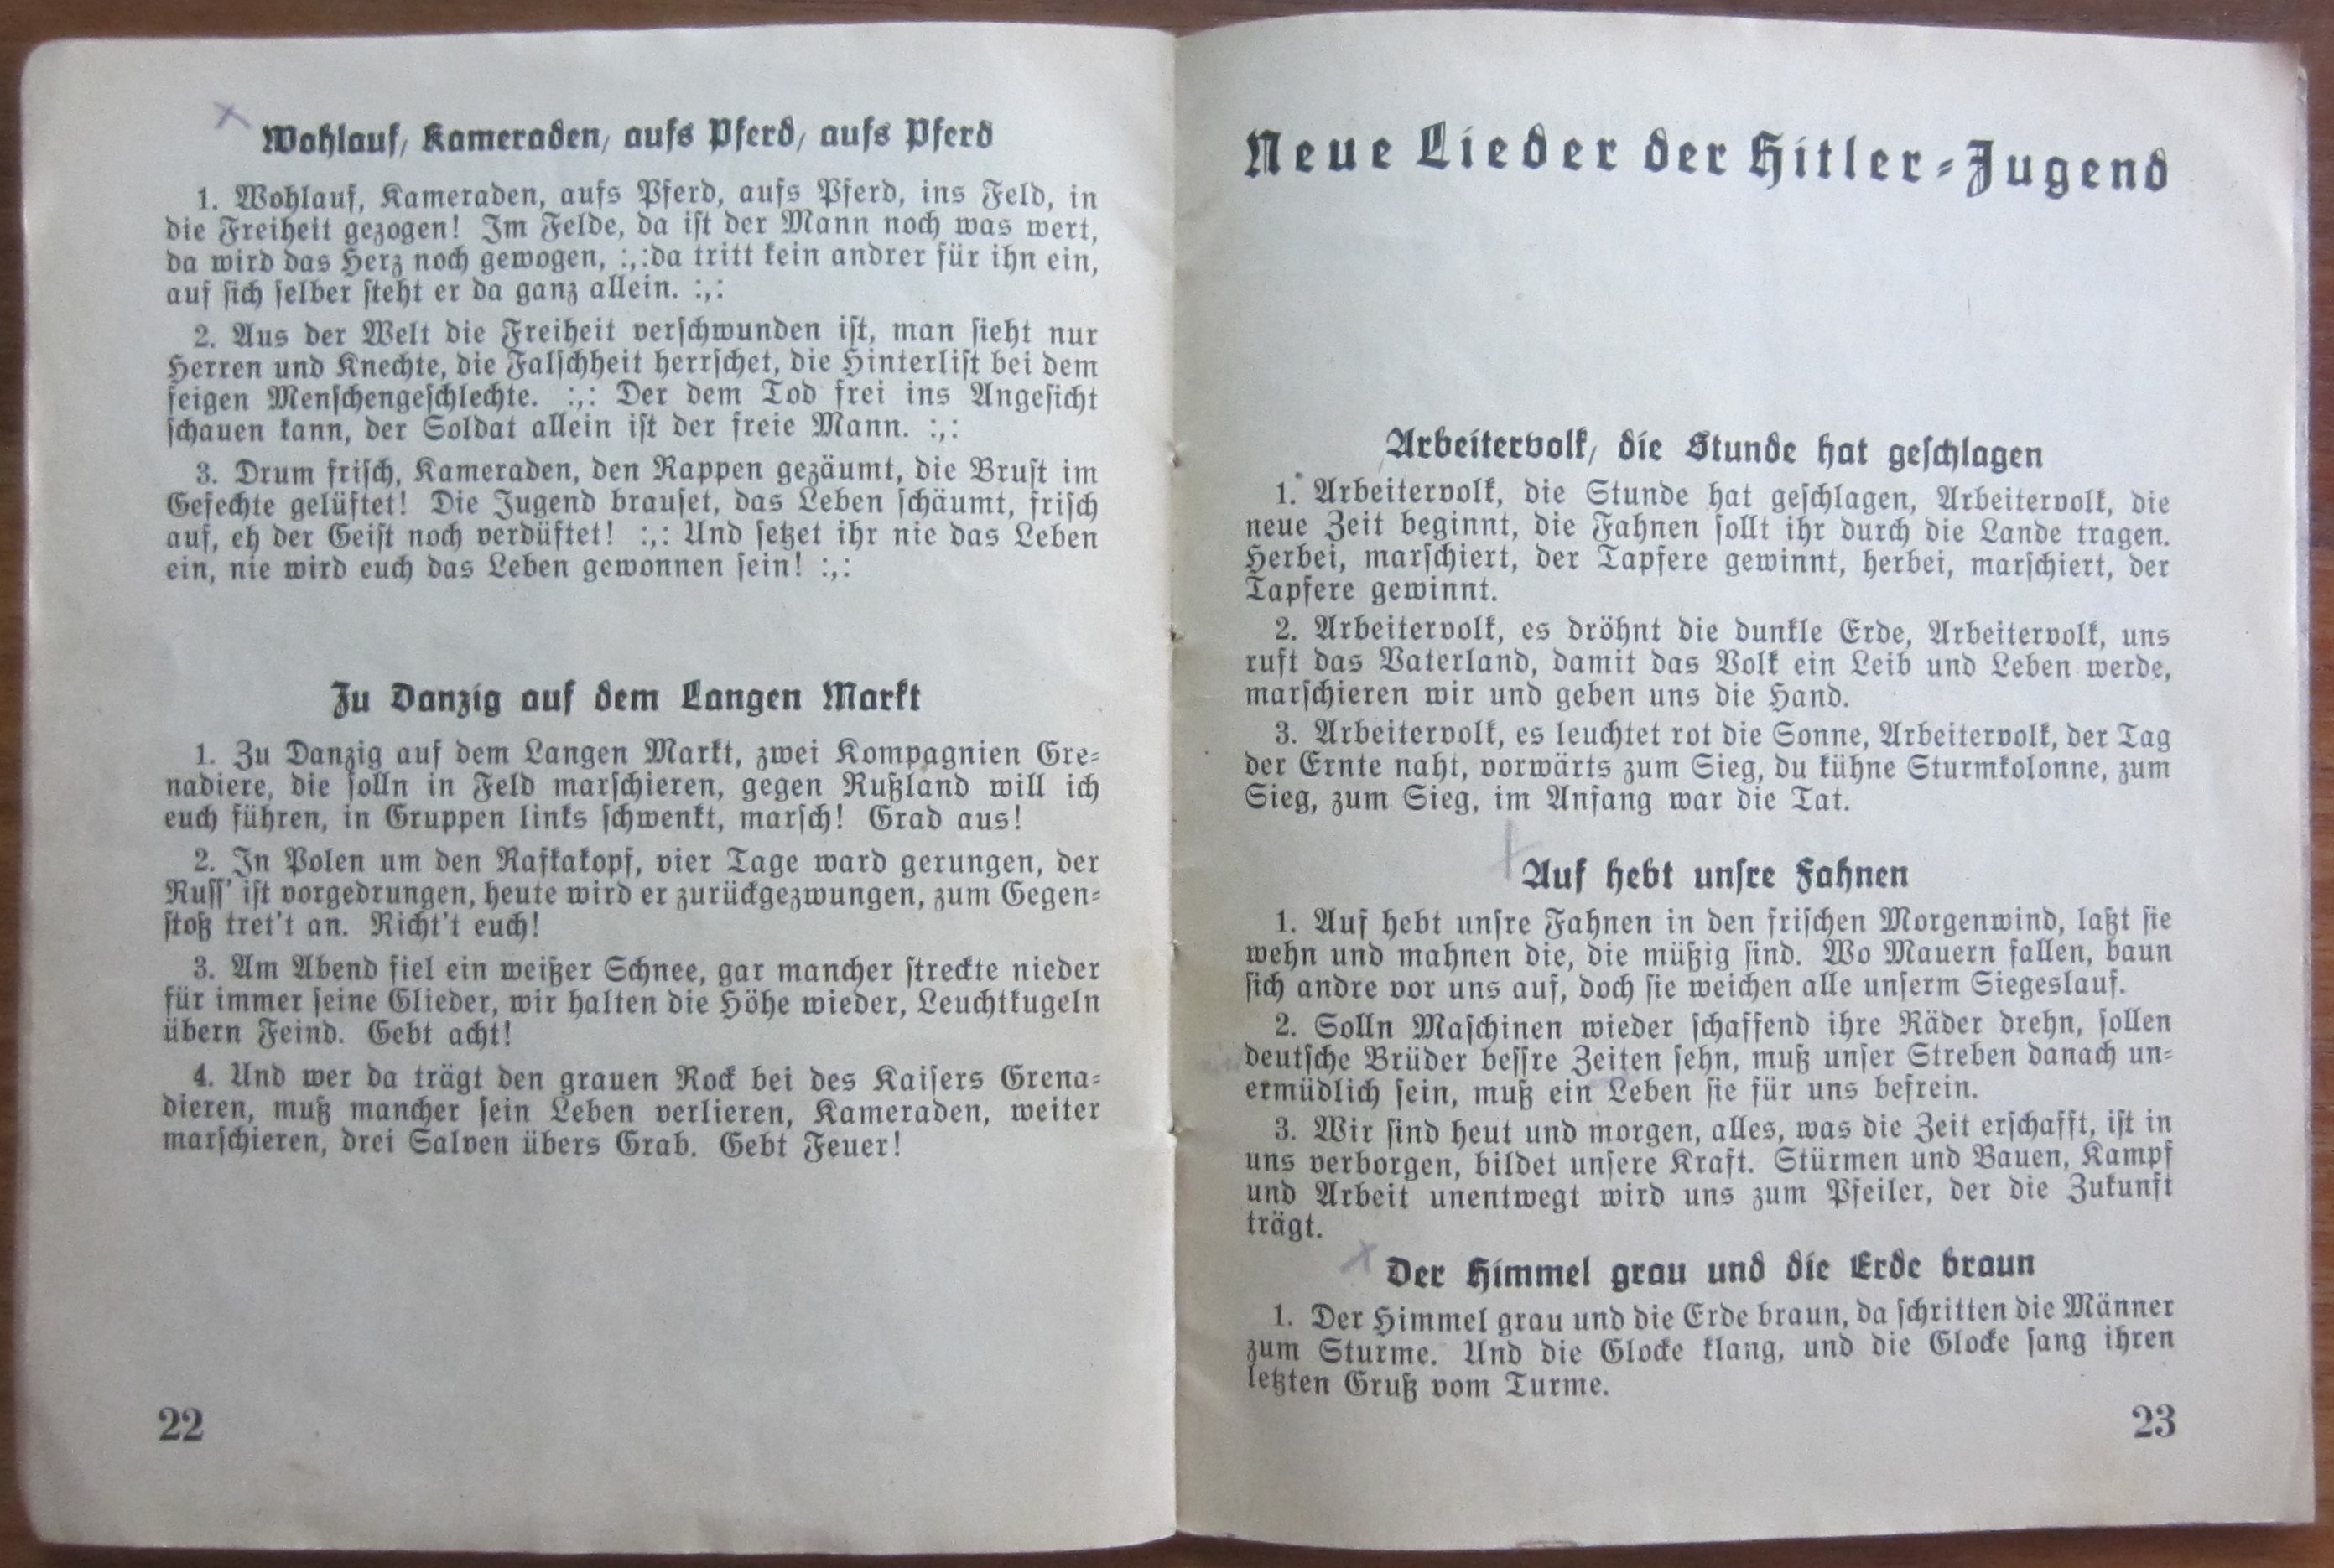 Wohlauf, Kameraden, aufs Pferd, aufs Pferd
1. Wohlauf, Kameraden, aufs Pferd, aufs Pferd, ins Feld, in
die Freiheit gezogen! Im Felde, da ist der Mann noch was wert,
da wird das Herz noch gewogen, :,:da tritt kein andrer für ihn ein,
auf sich selber steht er da ganz allein. :,:
2. Aus der Welt die Freiheit verschwunden ist, man sieht nur
Herren und Knechte, die Falschheit herrschet, die Hinterlist bei dem
feigen Menschengeschlechte. :,: Der dem Tod frei ins Angesicht
schauen kann, der Soldat allein ist der freie Mann. :,:
3. Drum frisch, Kameraden, den Rappen gezäumt, die Brust im
Gefechte gelüftet! Die Jugend brauset, das Leben schäumt, frisch
auf, eh der Geist noch verdüftet! :,: Und setzet ihr nie das Leben
ein, nie wird euch das Leben gewonnen sein! :,:
Zu Danzig auf dem Langen Markt
1. Zu Danzig auf dem Langen Markt, zwei Kompagnien Gre-
nadiere, die solln in Feld marschieren, gegen Rußland will ich
euch führen, in Gruppen links schwenkt, marsch! Grad aus!
2. In Polen um den Rafkakopf, vier Tage ward gerungen, der
Russ' ist vorgedrungen, heute wird er zurückgezwungen, zum Gegen-
stoß tret't an. Richt't euch!
3. Am Abend fiel ein weißer Schnee, gar mancher streckte nieder
für immer seine Glieder, wir halten die Höhe wieder, Leuchtkugeln
übern Feind. Gebt acht!
4. Und wer da trägt den grauen Rock bei des Kaisers Grena-
dieren, muß mancher sein Leben verlieren, Kameraden, weiter
marschieren, drei Salven übers Grab. Gebt Feuer!
22
Neue Lieder der Hitler-Jugend
Arbeitervolk, die Stunde hat geschlagen
1. Arbeitervolk, die Stunde hat geschlagen, Arbeitervolk, die
neue Zeit beginnt, die Fahnen sollt ihr durch die Lande tragen.
Herbei, marschiert, der Tapfere gewinnt, herbei, marschiert, der
Tapfere gewinnt.
2. Arbeitervolk, es dröhnt die dunkle Erde, Arbeitervolk, uns
ruft das Vaterland, damit das Volk ein Leib und Leben werde,
marschieren wir und geben uns die Hand.
3. Arbeitervolk, es leuchtet rot die Sonne, Arbeitervolk, der Tag
der Ernte naht, vorwärts zum Sieg, du kühne Sturmkolonne, zum
Sieg, zum Sieg, im Anfang war die Tat.
Auf hebt unsre Fahnen
1. Auf hebt unsre Fahnen in den frischen Morgenwind, laßt sie
wehn und mahnen die, die müßig sind. Wo Mauern fallen, baun
sich andre vor uns auf, doch sie weichen alle unserm Siegeslauf.
2. Solln Maschinen wieder schaffend ihre Räder drehn, sollen
deutsche Brüder bessre Zeiten sehn, muß unser Streben danach un-
ermüdlich sein, muß ein Leben sie für uns befrein.
3. Wir sind heut und morgen, alles, was die Zeit erschafft, ist in
uns verborgen, bildet unsere Kraft. Stürmen und Bauen, Kampf
und Arbeit unentwegt wird uns zum Pfeiler, der die Zukunft
trägt.
Der Himmel grau und die Erde braun
1. Der Himmel grau und die Erde braun, da schritten die Männer
zum Sturme. Und die Glocke klang, und die Glocke sang ihren
letzten Gruß vom Turme.
23